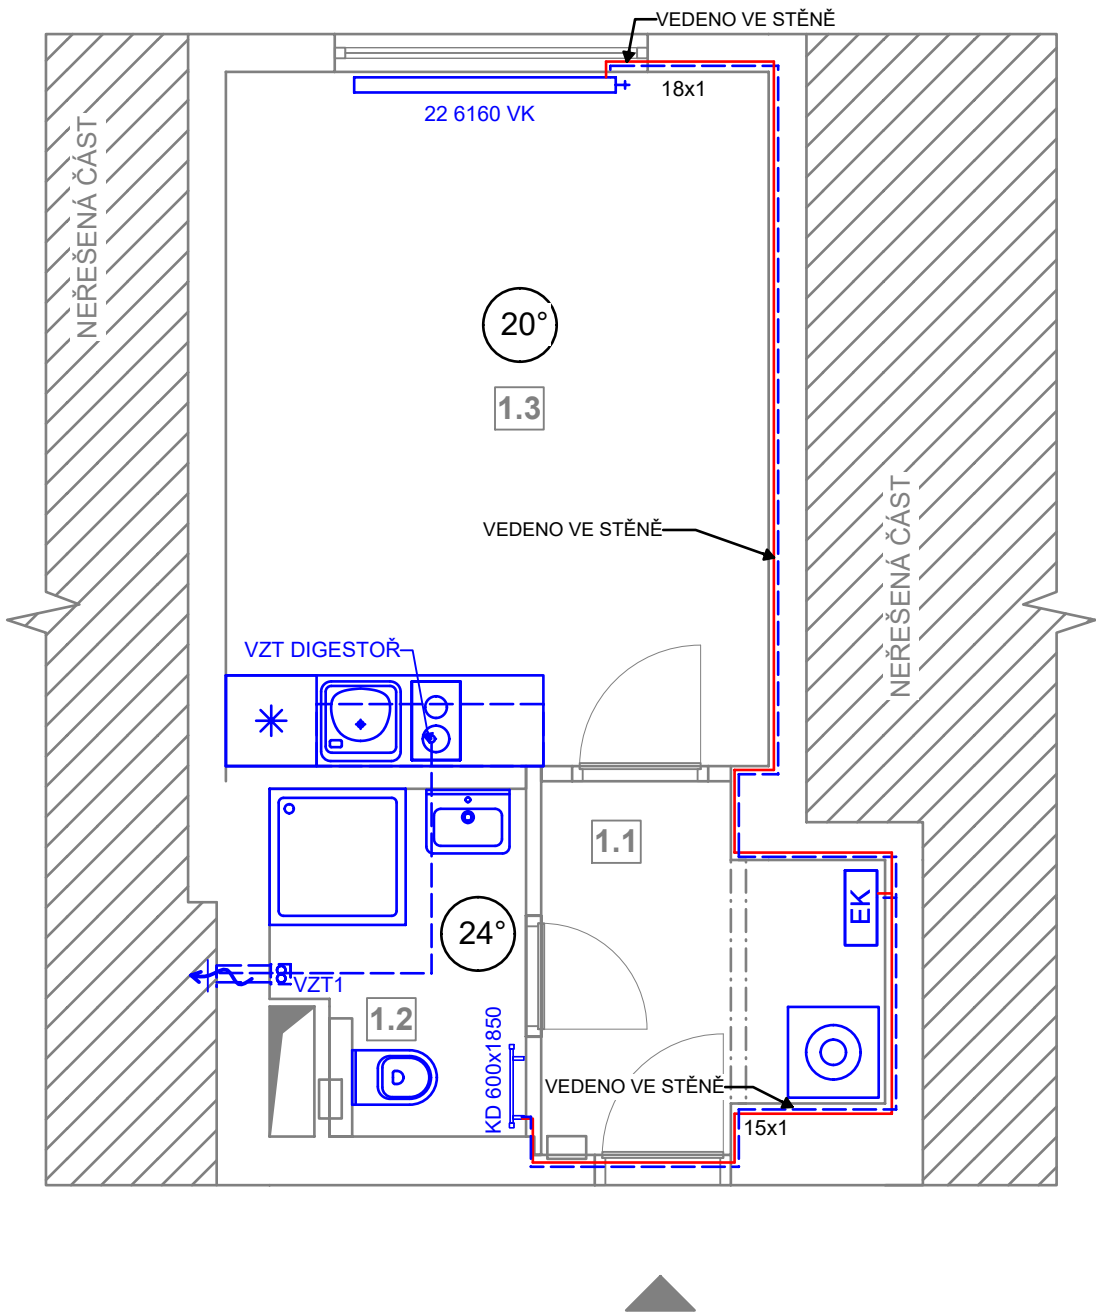 VEDENO VE STĚNĚ
18x1
22 6160 VK
NEŘEŠENÁ ČÁST
20°
1.3
VEDENO VE STĚNĚ
NEŘEŠENÁ ČÁST
VZT DIGESTOŘ
1.1
EK
24°
VZT1
1.2
KD 600x1850
VEDENO VE STĚNĚ
15x1